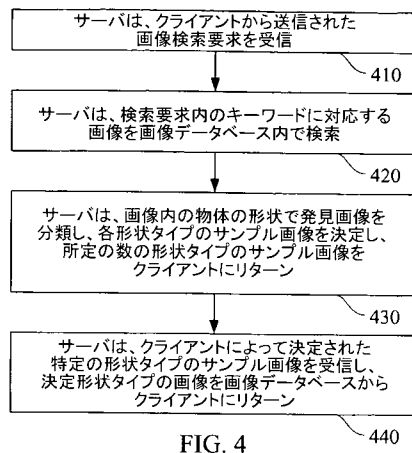 サーバは、クライアントから送信された
画像検索要求を受信
410
サーバは、検索要求内のキーワードに対応する
画像を画像データベース内で検索
420
サーバは、画像内の物体の形状で発見画像を
分類し、各形状タイプのサンプル画像を決定し、
所定の数の形状タイプのサンプル画像を
クライアントにリターン
430
サーバは、クライアントによって決定された
特定の形状タイプのサンプル画像を受信し、
決定形状タイプの画像を画像データベースから
クライアントにリターン
440
FIG. 4